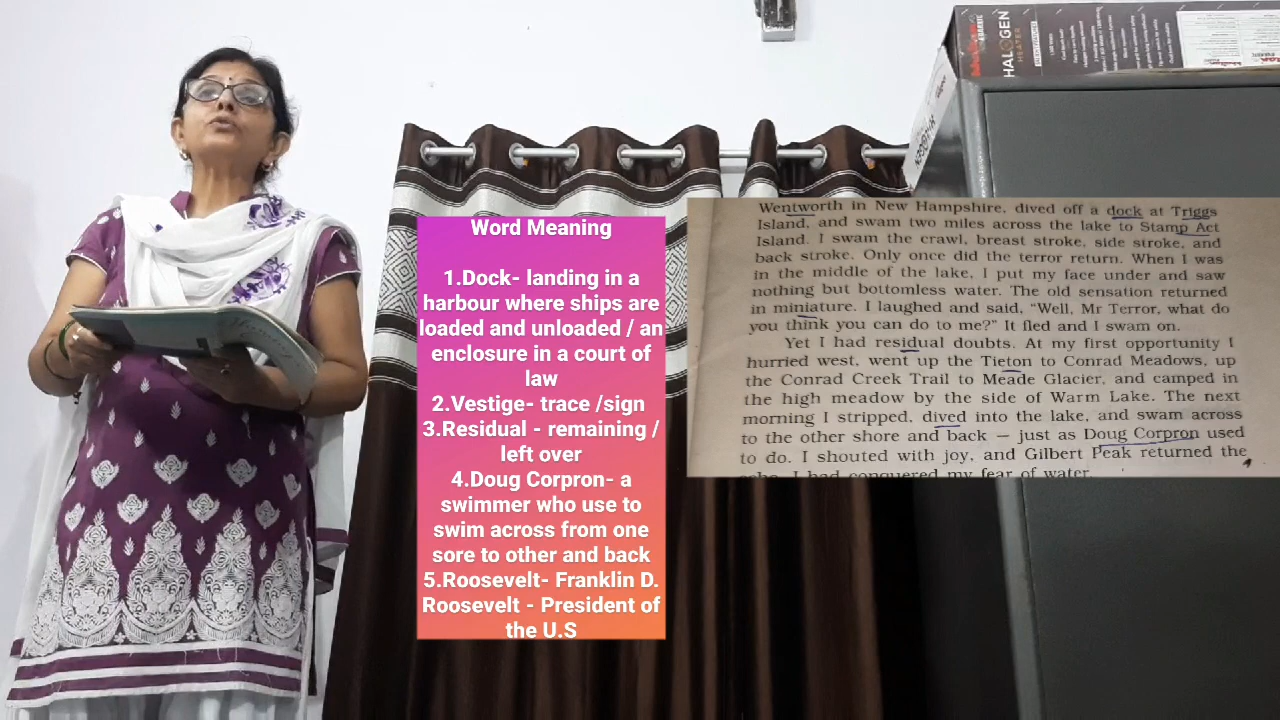 Word Meaning
1.Dock- landing in a
harbour where ships are
loaded and unloaded / an
enclosure in a court of
law
2.Vestige- trace /sign
3.Residual - remaining /
left over
4.Doug Corpron- a
swimmer who use to
swim across from one
sore to other and back
5.Roosevelt- Franklin D.
Roosevelt - President of
the U.S
Wentworth in New Hampshire, dived off a dock at Triggs
Island, and swam two miles across the lake to Stamp Act
Island. I swam the crawl, breast stroke, side stroke, and
back stroke. Only once did the terror return. When I was
in the middle of the lake, I put my face under and saw
nothing but bottomless water. The old sensation returned
in miniature. I laughed and said, “Well, Mr Terror, what do
you think you can do to me?” It fled and I swam on.
Yet I had residual doubts. At my first opportunity I
hurried west, went up the Tieton to Conrad Meadows, up
the Conrad Creek Trail to Meade Glacier, and camped in
the high meadow by the side of Warm Lake. The next
morning I stripped, dived into the lake, and swam across
to the other shore and back — just as Doug Corpron used
to do. I shouted with joy, and Gilbert Peak returned the
echo. I had conquered my fear of water.
HALOGEN
HEATER